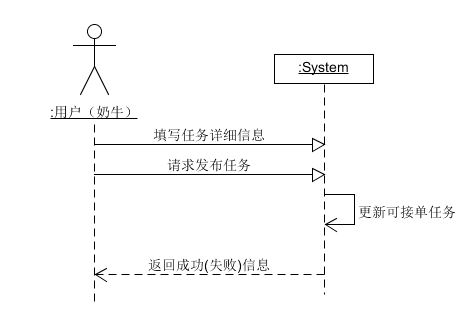 :System
:用户（奶牛）
填写任务详细信息
请求发布任务
更新可接单任务
返回成功(失败)信息